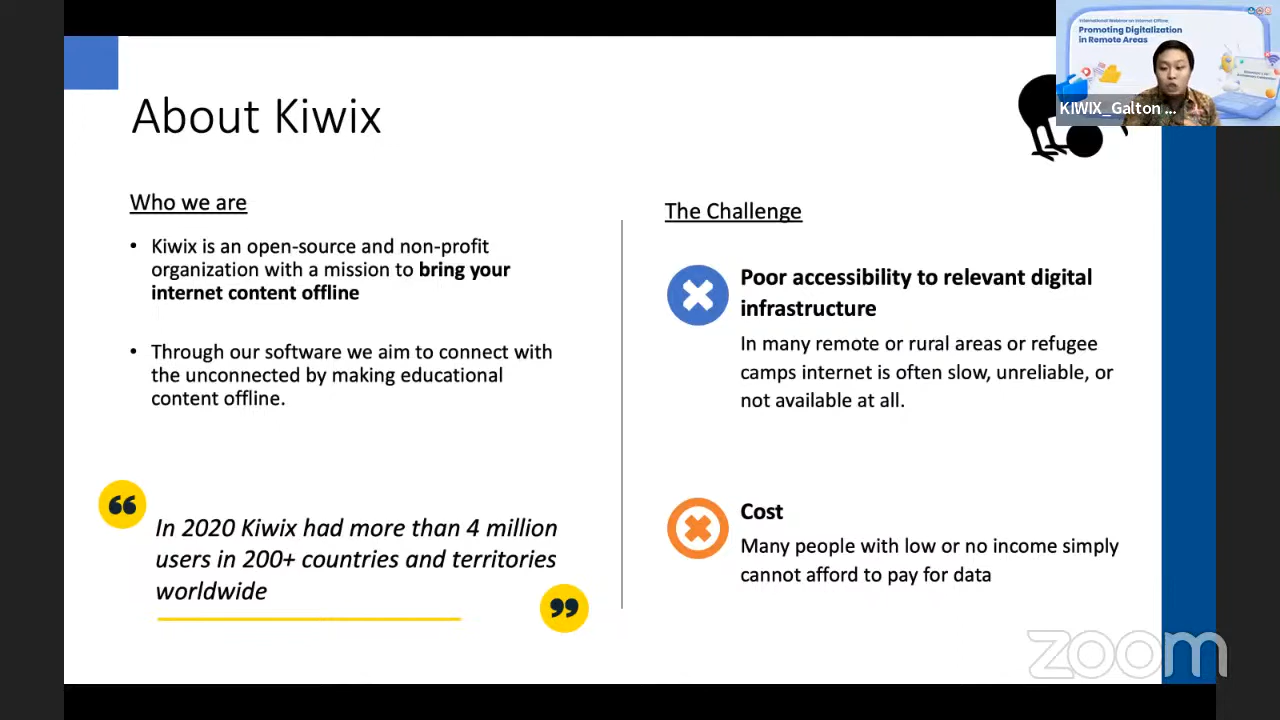 About Kiwix
Who we are
• Kiwix is an open-source and non-profit
organization with a mission to bring your
internet content offline
• Through our software we aim to connect with
the unconnected by making educational
content offline.
In 2020 Kiwix had more than 4 million
users in 200+ countries and territories
worldwide
The Challenge
Poor accessibility to relevant digital
infrastructure
In many remote or rural areas or refugee
camps internet is often slow, unreliable, or
not available at all.
Cost
Many people with low or no income simply
cannot afford to pay for data
International Webinar on Internet Offline:
Promoting Digitalization
in Remote Areas
KIWIX_Galton ...
zoom